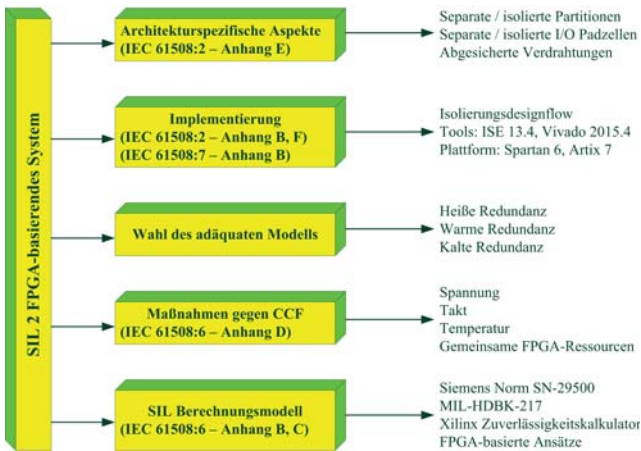 SIL 2 FPGA-basierendes System
Architekturspezifische Aspekte
(IEC 61508:2 – Anhang E)
Separate / isolierte Partitionen
Separate / isolierte I/O Padzellen
Abgesicherte Verdrahtungen
Implementierung
(IEC 61508:2 – Anhang B, F)
(IEC 61508:7 – Anhang B)
Isolierungsdesignflow
Tools: ISE 13.4, Vivado 2015.4
Plattform: Spartan 6, Artix 7
Wahl des adäquaten Modells
Heiße Redundanz
Warme Redundanz
Kalte Redundanz
Maßnahmen gegen CCF
(IEC 61508:6 – Anhang D)
Spannung
Takt
Temperatur
Gemeinsame FPGA-Ressourcen
SIL Berechnungsmodell
(IEC 61508:6 – Anhang B, C)
Siemens Norm SN-29500
MIL-HDBK-217
Xilinx Zuverlässigkeitskalkulator
FPGA-basierte Ansätze